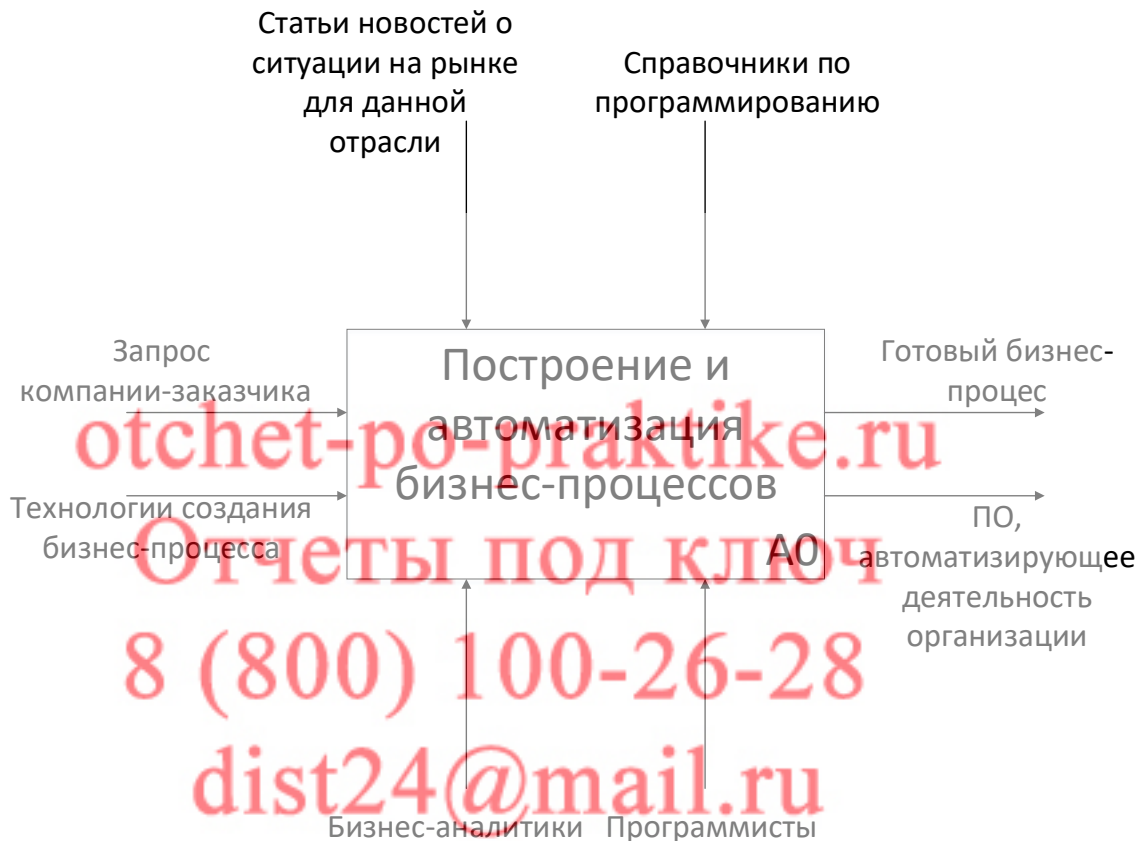 Статьи новостей о
ситуации на рынке
для данной
отрасли
Справочники по
программированию
Запрос
компании-заказчика
Технологии создания
бизнес-процесса
Построение и
автоматизация
бизнес-процессов
А0
Готовый бизнес-
процес
ПО,
автоматизирующее
деятельность
организации
Бизнес-аналитики
Программисты
otchet-po-praktike.ru
Отчеты под ключ
8 (800) 100-26-28
dist24@mail.ru